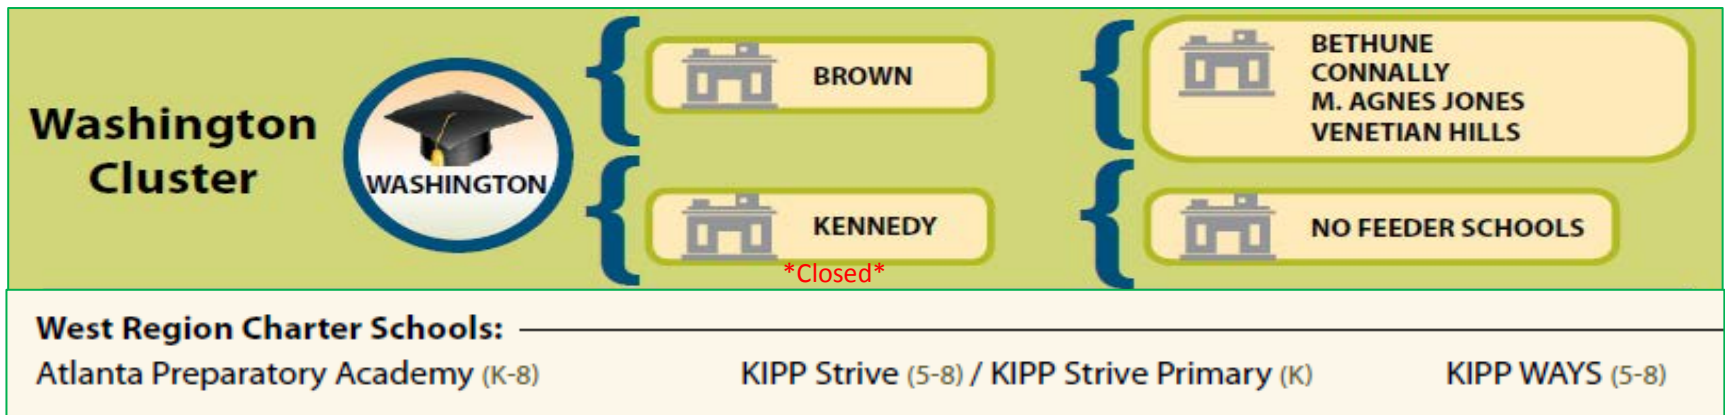 Washington
Cluster
WASHINGTON
BROWN
BETHUNE
CONNALLY
M. AGNES JONES
VENETIAN HILLS
KENNEDY
*Closed*
NO FEEDER SCHOOLS
West Region Charter Schools:
Atlanta Preparatory Academy (K-8) KIPP Strive (5-8) / KIPP Strive Primary (K) KIPP WAYS (5-8)